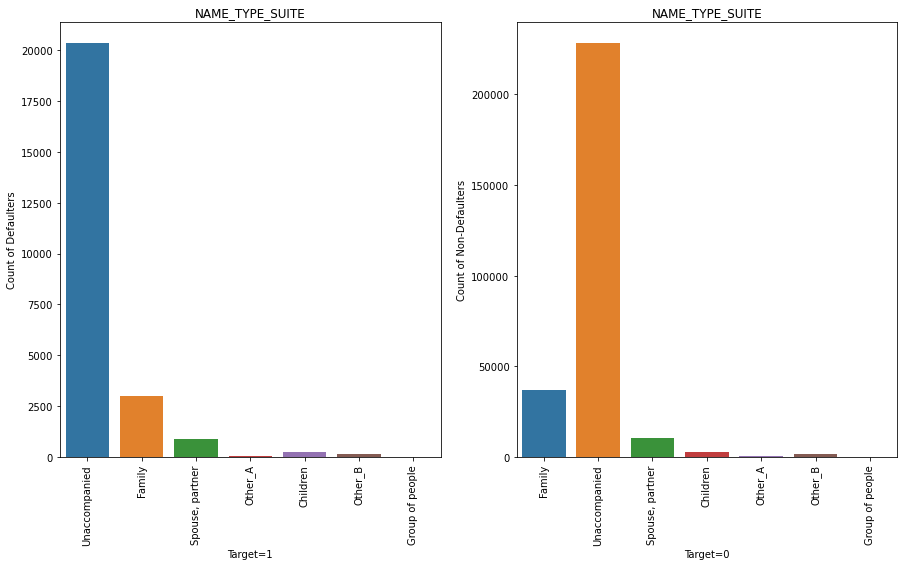 NAME_TYPE_SUITE
20000
17500
15000
12500
10000
7500
5000
2500
0
Count of Defaulters
Unaccompanied
Family
Spouse, partner
Other_A
Children
Other_B
Group of people
Target=1
NAME_TYPE_SUITE
200000
150000
100000
50000
0
Count of Non-Defaulters
Family
Unaccompanied
Spouse, partner
Children
Other_A
Other_B
Group of people
Target=0